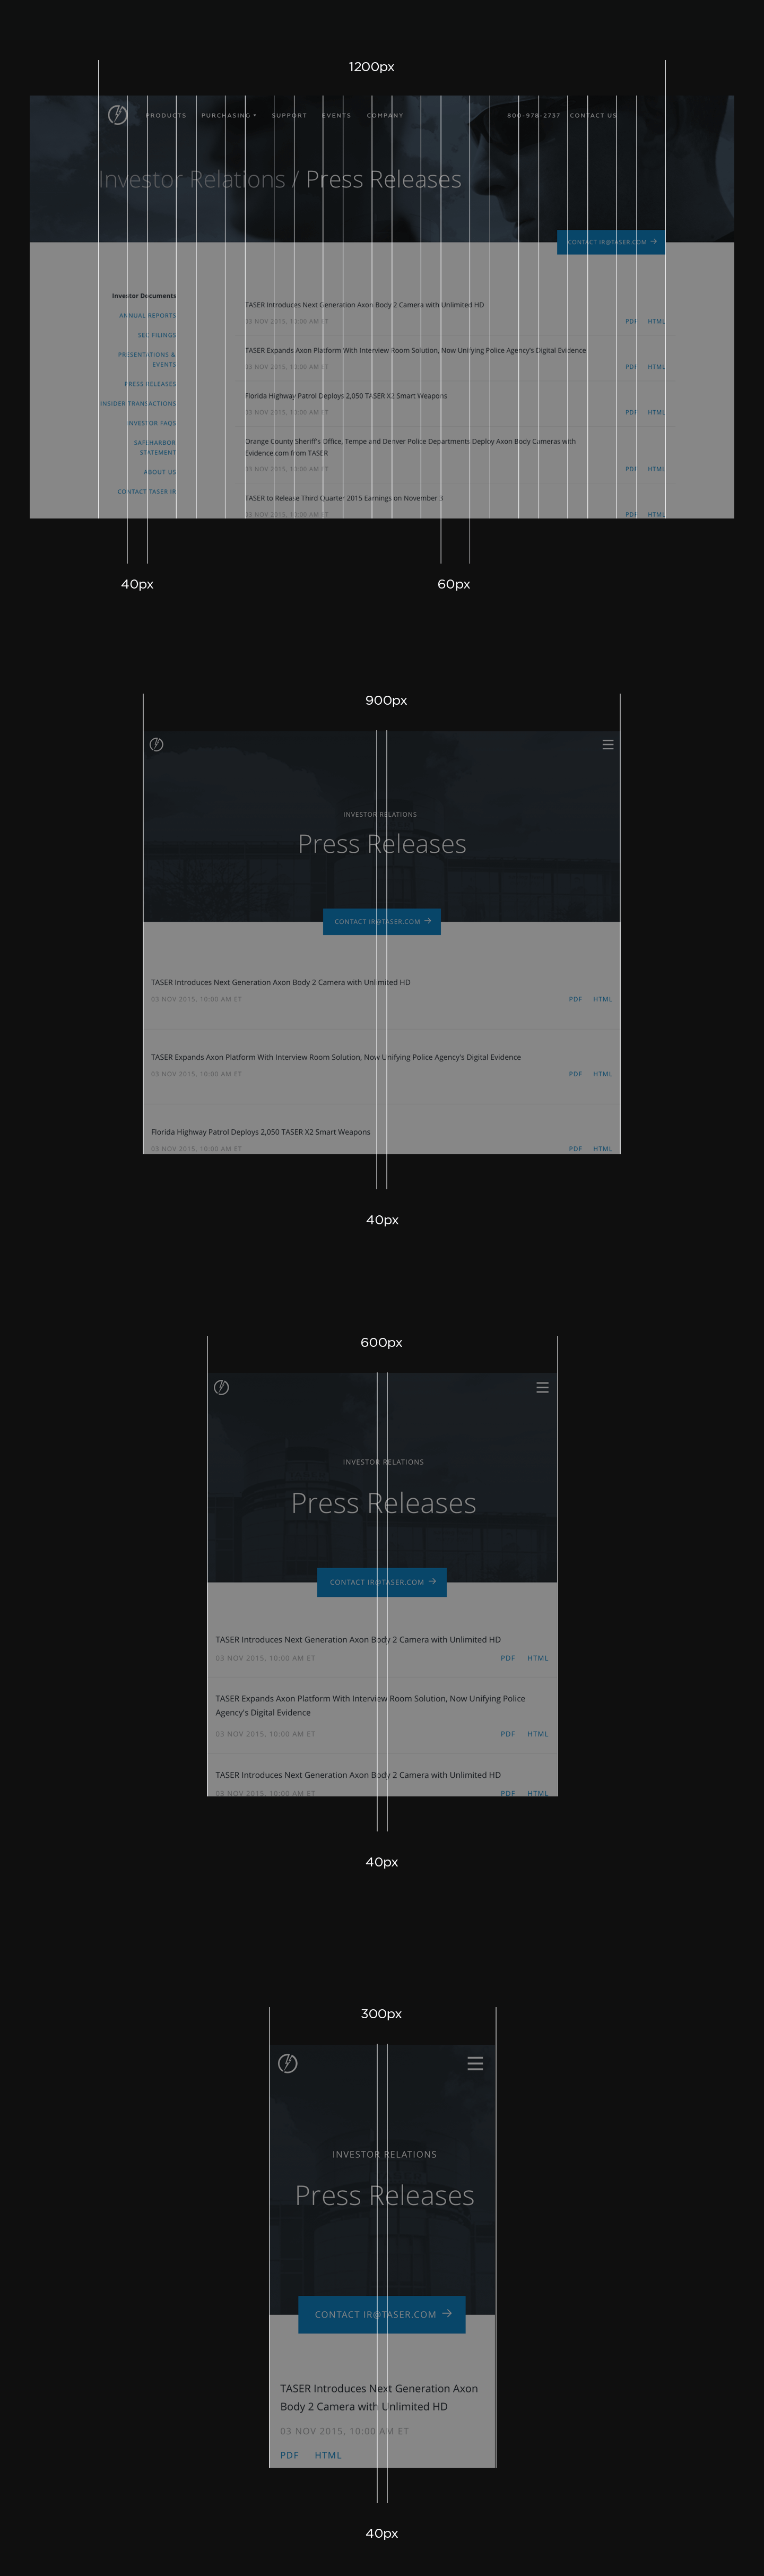 1200px
PRODUCTS PURCHASING SUPPORT EVENTS COMPANY 800-978-2737 CONTACT US
Investor Relations / Press Releases
CONTACT IR@TASER.COM
Investor Documents
ANNUAL REPORTS
SEC FILINGS
PRESENTATIONS &
EVENTS
PRESS RELEASES
INSIDER TRANSACTIONS
INVESTOR FAQS
SAFEHARBOR
STATEMENT
ABOUT US
CONTACT TASER IR
TASER Introduces Next Generation Axon Body 2 Camera with Unlimited HD
03 NOV 2015, 10:00 AM ET PDF HTML
TASER Expands Axon Platform With Interview Room Solution, Now Unifying Police Agency's Digital Evidence
03 NOV 2015, 10:00 AM ET PDF HTML
Florida Highway Patrol Deploys 2,050 TASER X2 Smart Weapons
03 NOV 2015, 10:00 AM ET PDF HTML
Orange County Sheriff's Office, Tempe and Denver Police Departments Deploy Axon Body Cameras with
Evidence.com from TASER
03 NOV 2015, 10:00 AM ET PDF HTML
TASER to Release Third Quarter 2015 Earnings on November 3
03 NOV 2015, 10:00 AM ET PDF HTML
40px 60px
900px
INVESTOR RELATIONS
Press Releases
CONTACT IR@TASER.COM
TASER Introduces Next Generation Axon Body 2 Camera with Unlimited HD
03 NOV 2015, 10:00 AM ET PDF HTML
TASER Expands Axon Platform With Interview Room Solution, Now Unifying Police Agency's Digital Evidence
03 NOV 2015, 10:00 AM ET PDF HTML
Florida Highway Patrol Deploys 2,050 TASER X2 Smart Weapons
03 NOV 2015, 10:00 AM ET PDF HTML
40px
600px
INVESTOR RELATIONS
Press Releases
CONTACT IR@TASER.COM
TASER Introduces Next Generation Axon Body 2 Camera with Unlimited HD
03 NOV 2015, 10:00 AM ET PDF HTML
TASER Expands Axon Platform With Interview Room Solution, Now Unifying Police
Agency's Digital Evidence
03 NOV 2015, 10:00 AM ET PDF HTML
TASER Introduces Next Generation Axon Body 2 Camera with Unlimited HD
03 NOV 2015, 10:00 AM ET PDF HTML
40px
300px
INVESTOR RELATIONS
Press Releases
CONTACT IR@TASER.COM
TASER Introduces Next Generation Axon
Body 2 Camera with Unlimited HD
03 NOV 2015, 10:00 AM ET
PDF HTML
40px